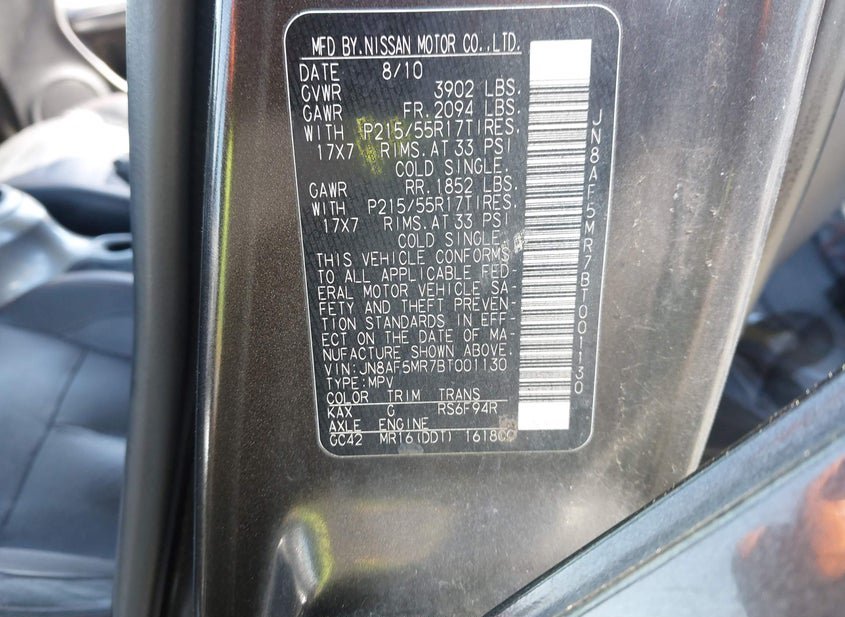 MFD BY.NISSAN MOTOR CO.,LTD.
DATE 8/10
GVWR 3902 LBS.
GAWR FR. 2094 LBS.
WITH P215/55R17TIRES.
17X7 RIMS. AT 33 PSI
COLD SINGLE.
GAWR RR. 1852 LBS.
WITH P215/55R17TIRES.
17X7 RIMS. AT 33 PSI
COLD SINGLE.
THIS VEHICLE CONFORMS
TO ALL APPLICABLE FED-
ERAL MOTOR VEHICLE SA-
FETY AND THEFT PREVEN-
TION STANDARDS IN EFF-
ECT ON THE DATE OF MA-
NUFACTURE SHOWN ABOVE.
VIN:JN8AF5MR7BT001130
TYPE:MPV
COLOR TRIM TRANS
KAX G RS6F94R
AXLE ENGINE
GC42 MR16(DDT) 1618CC
JN8AF5MR7BT001130